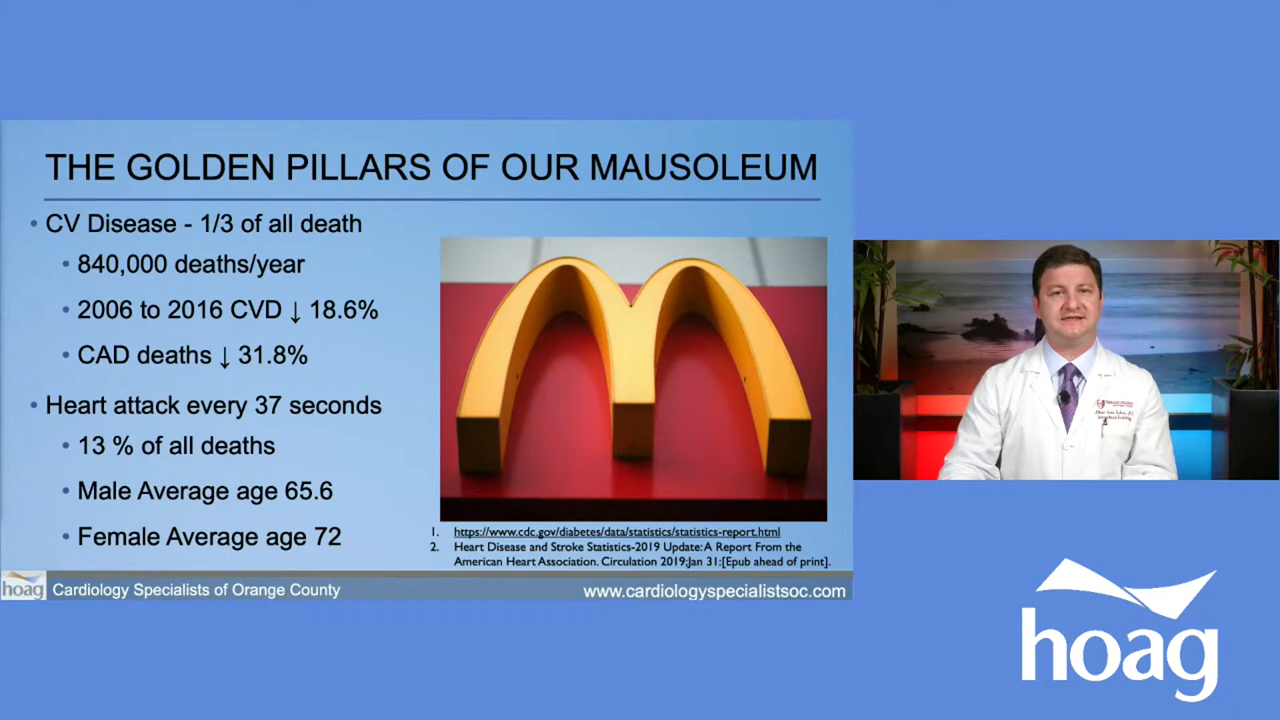 THE GOLDEN PILLARS OF OUR MAUSOLEUM
• CV Disease - 1/3 of all death
• 840,000 deaths/year
• 2006 to 2016 CVD ↓ 18.6%
• CAD deaths ↓ 31.8%
• Heart attack every 37 seconds
• 13 % of all deaths
• Male Average age 65.6
• Female Average age 72
1. https://www.cdc.gov/diabetes/data/statistics/statistics-report.html
2. Heart Disease and Stroke Statistics-2019 Update: A Report From the
American Heart Association. Circulation 2019;Jan 31:[Epub ahead of print].
hoag Cardiology Specialists of Orange County
www.cardiologyspecialistsoc.com
hoag